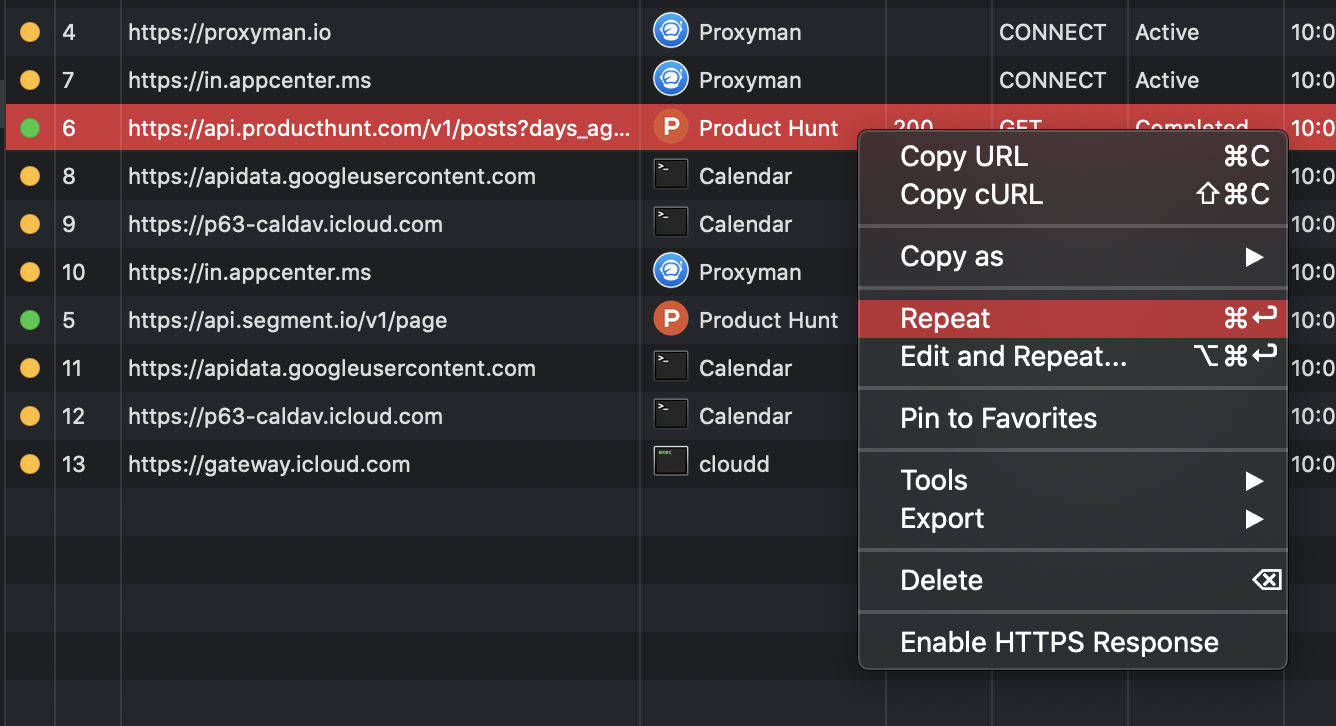 4 https://proxyman.io Proxyman CONNECT Active 10:0
7 https://in.appcenter.ms Proxyman CONNECT Active 10:0
6 https://api.producthunt.com/v1/posts?days_ag... P Product Hunt 200 GET Completed 10:0
8 https://apidata.googleusercontent.com Calendar 10:0
9 https://p63-caldav.icloud.com Calendar 10:0
10 https://in.appcenter.ms Proxyman 10:0
5 https://api.segment.io/v1/page P Product Hunt 10:0
11 https://apidata.googleusercontent.com Calendar 10:0
12 https://p63-caldav.icloud.com Calendar 10:0
13 https://gateway.icloud.com exec cloudd 10:0
Copy URL ⌘C
Copy cURL ⇧⌘C
Copy as ▶
Repeat ⌘↩
Edit and Repeat... ⌥⌘↩
Pin to Favorites
Tools ▶
Export ▶
Delete ⌫
Enable HTTPS Response